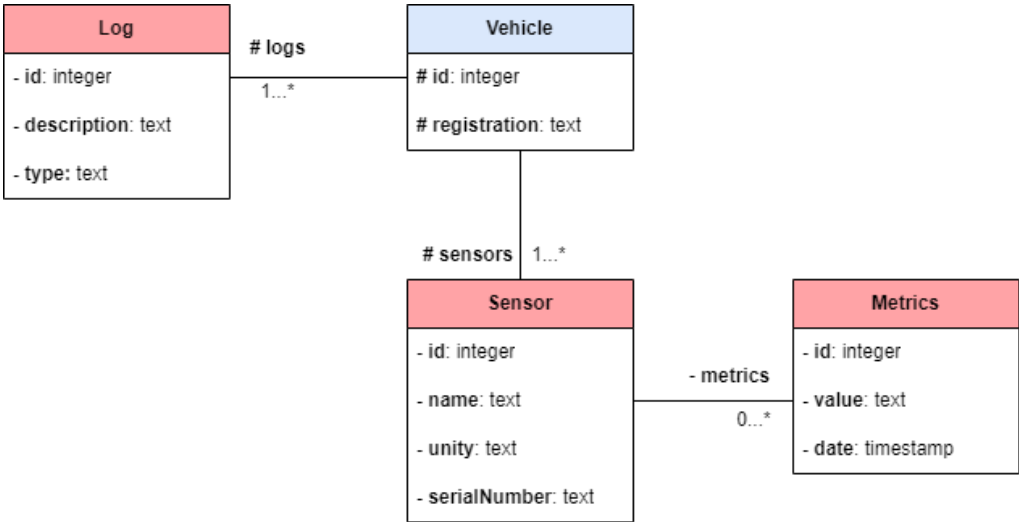 Log
- id: integer
- description: text
- type: text
# logs
1...*
Vehicle
# id: integer
# registration: text
# sensors
1...*
Sensor
- id: integer
- name: text
- unity: text
- serialNumber: text
- metrics
0...*
Metrics
- id: integer
- value: text
- date: timestamp